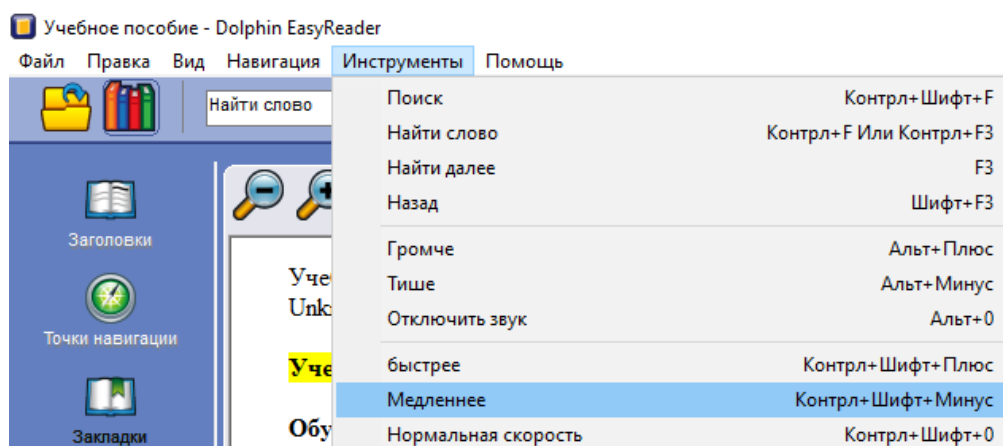 Учебное пособие - Dolphin EasyReader
Файл Правка Вид Навигация Инструменты Помощь
Найти слово
Поиск Контрл+Шифт+F
Найти слово Контрл+F Или Контрл+F3
Найти далее F3
Назад Шифт+F3
Громче Альт+Плюс
Тише Альт+Минус
Отключить звук Альт+0
быстрее Контрл+Шифт+Плюс
Медленнее Контрл+Шифт+Минус
Нормальная скорость Контрл+Шифт+0
Заголовки
Точки навигации
Закладки